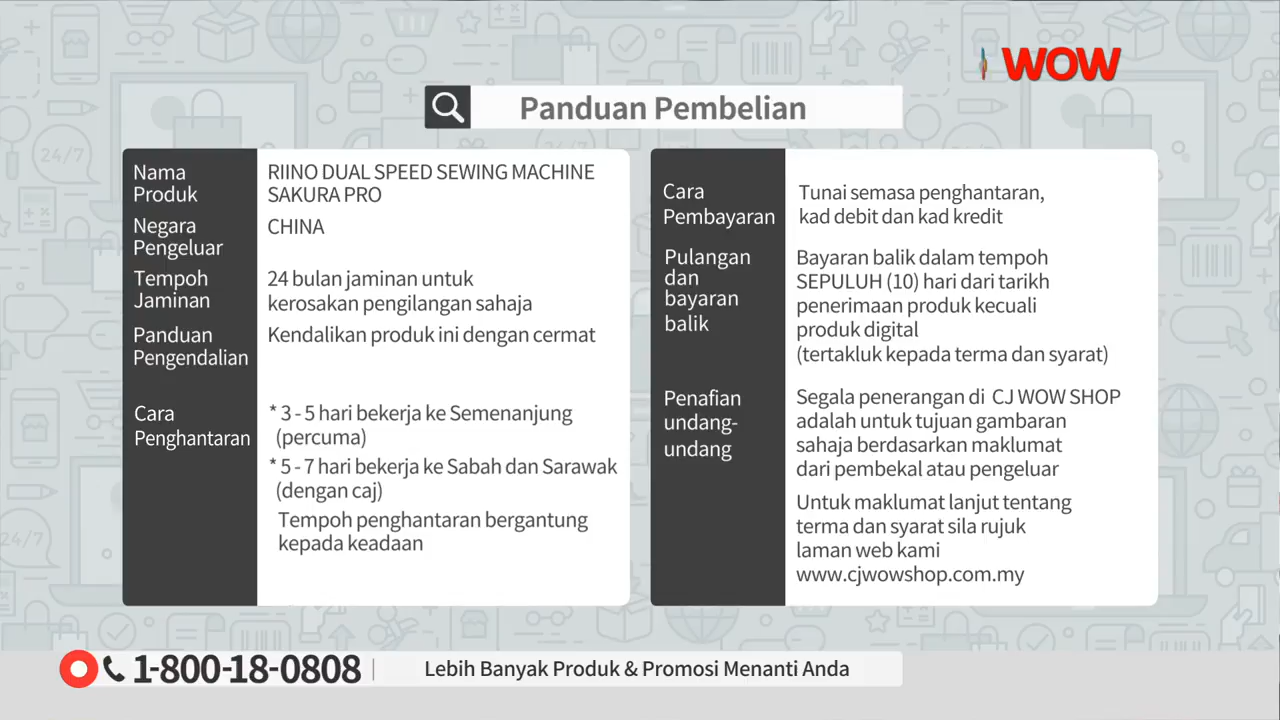 WOW
Panduan Pembelian
Nama
Produk
RIINO DUAL SPEED SEWING MACHINE
SAKURA PRO
Negara
Pengeluar
CHINA
Tempoh
Jaminan
24 bulan jaminan untuk
kerosakan pengilangan sahaja
Panduan
Pengendalian
Kendalikan produk ini dengan cermat
Cara
Penghantaran
* 3 - 5 hari bekerja ke Semenanjung
(percuma)
* 5 - 7 hari bekerja ke Sabah dan Sarawak
(dengan caj)
Tempoh penghantaran bergantung
kepada keadaan
Cara
Pembayaran
Tunai semasa penghantaran,
kad debit dan kad kredit
Pulangan
dan
bayaran
balik
Bayaran balik dalam tempoh
SEPULUH (10) hari dari tarikh
penerimaan produk kecuali
produk digital
(tertakluk kepada terma dan syarat)
Penafian
undang-
undang
Segala penerangan di CJ WOW SHOP
adalah untuk tujuan gambaran
sahaja berdasarkan maklumat
dari pembekal atau pengeluar
Untuk maklumat lanjut tentang
terma dan syarat sila rujuk
laman web kami
www.cjwowshop.com.my
24/7
24/7
1-800-18-0808
Lebih Banyak Produk & Promosi Menanti Anda